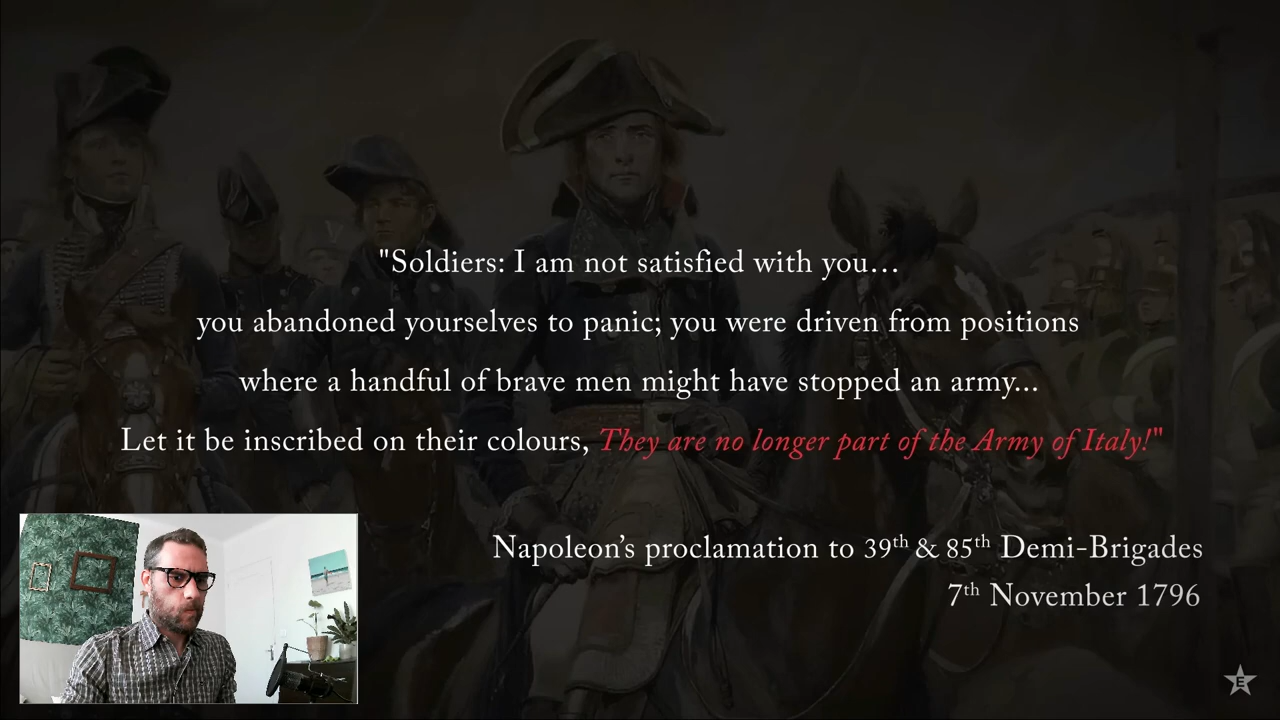 "Soldiers: I am not satisfied with you...
you abandoned yourselves to panic; you were driven from positions
where a handful of brave men might have stopped an army...
Let it be inscribed on their colours, They are no longer part of the Army of Italy!"
Napoleon’s proclamation to 39th & 85th Demi-Brigades
7th November 1796
E